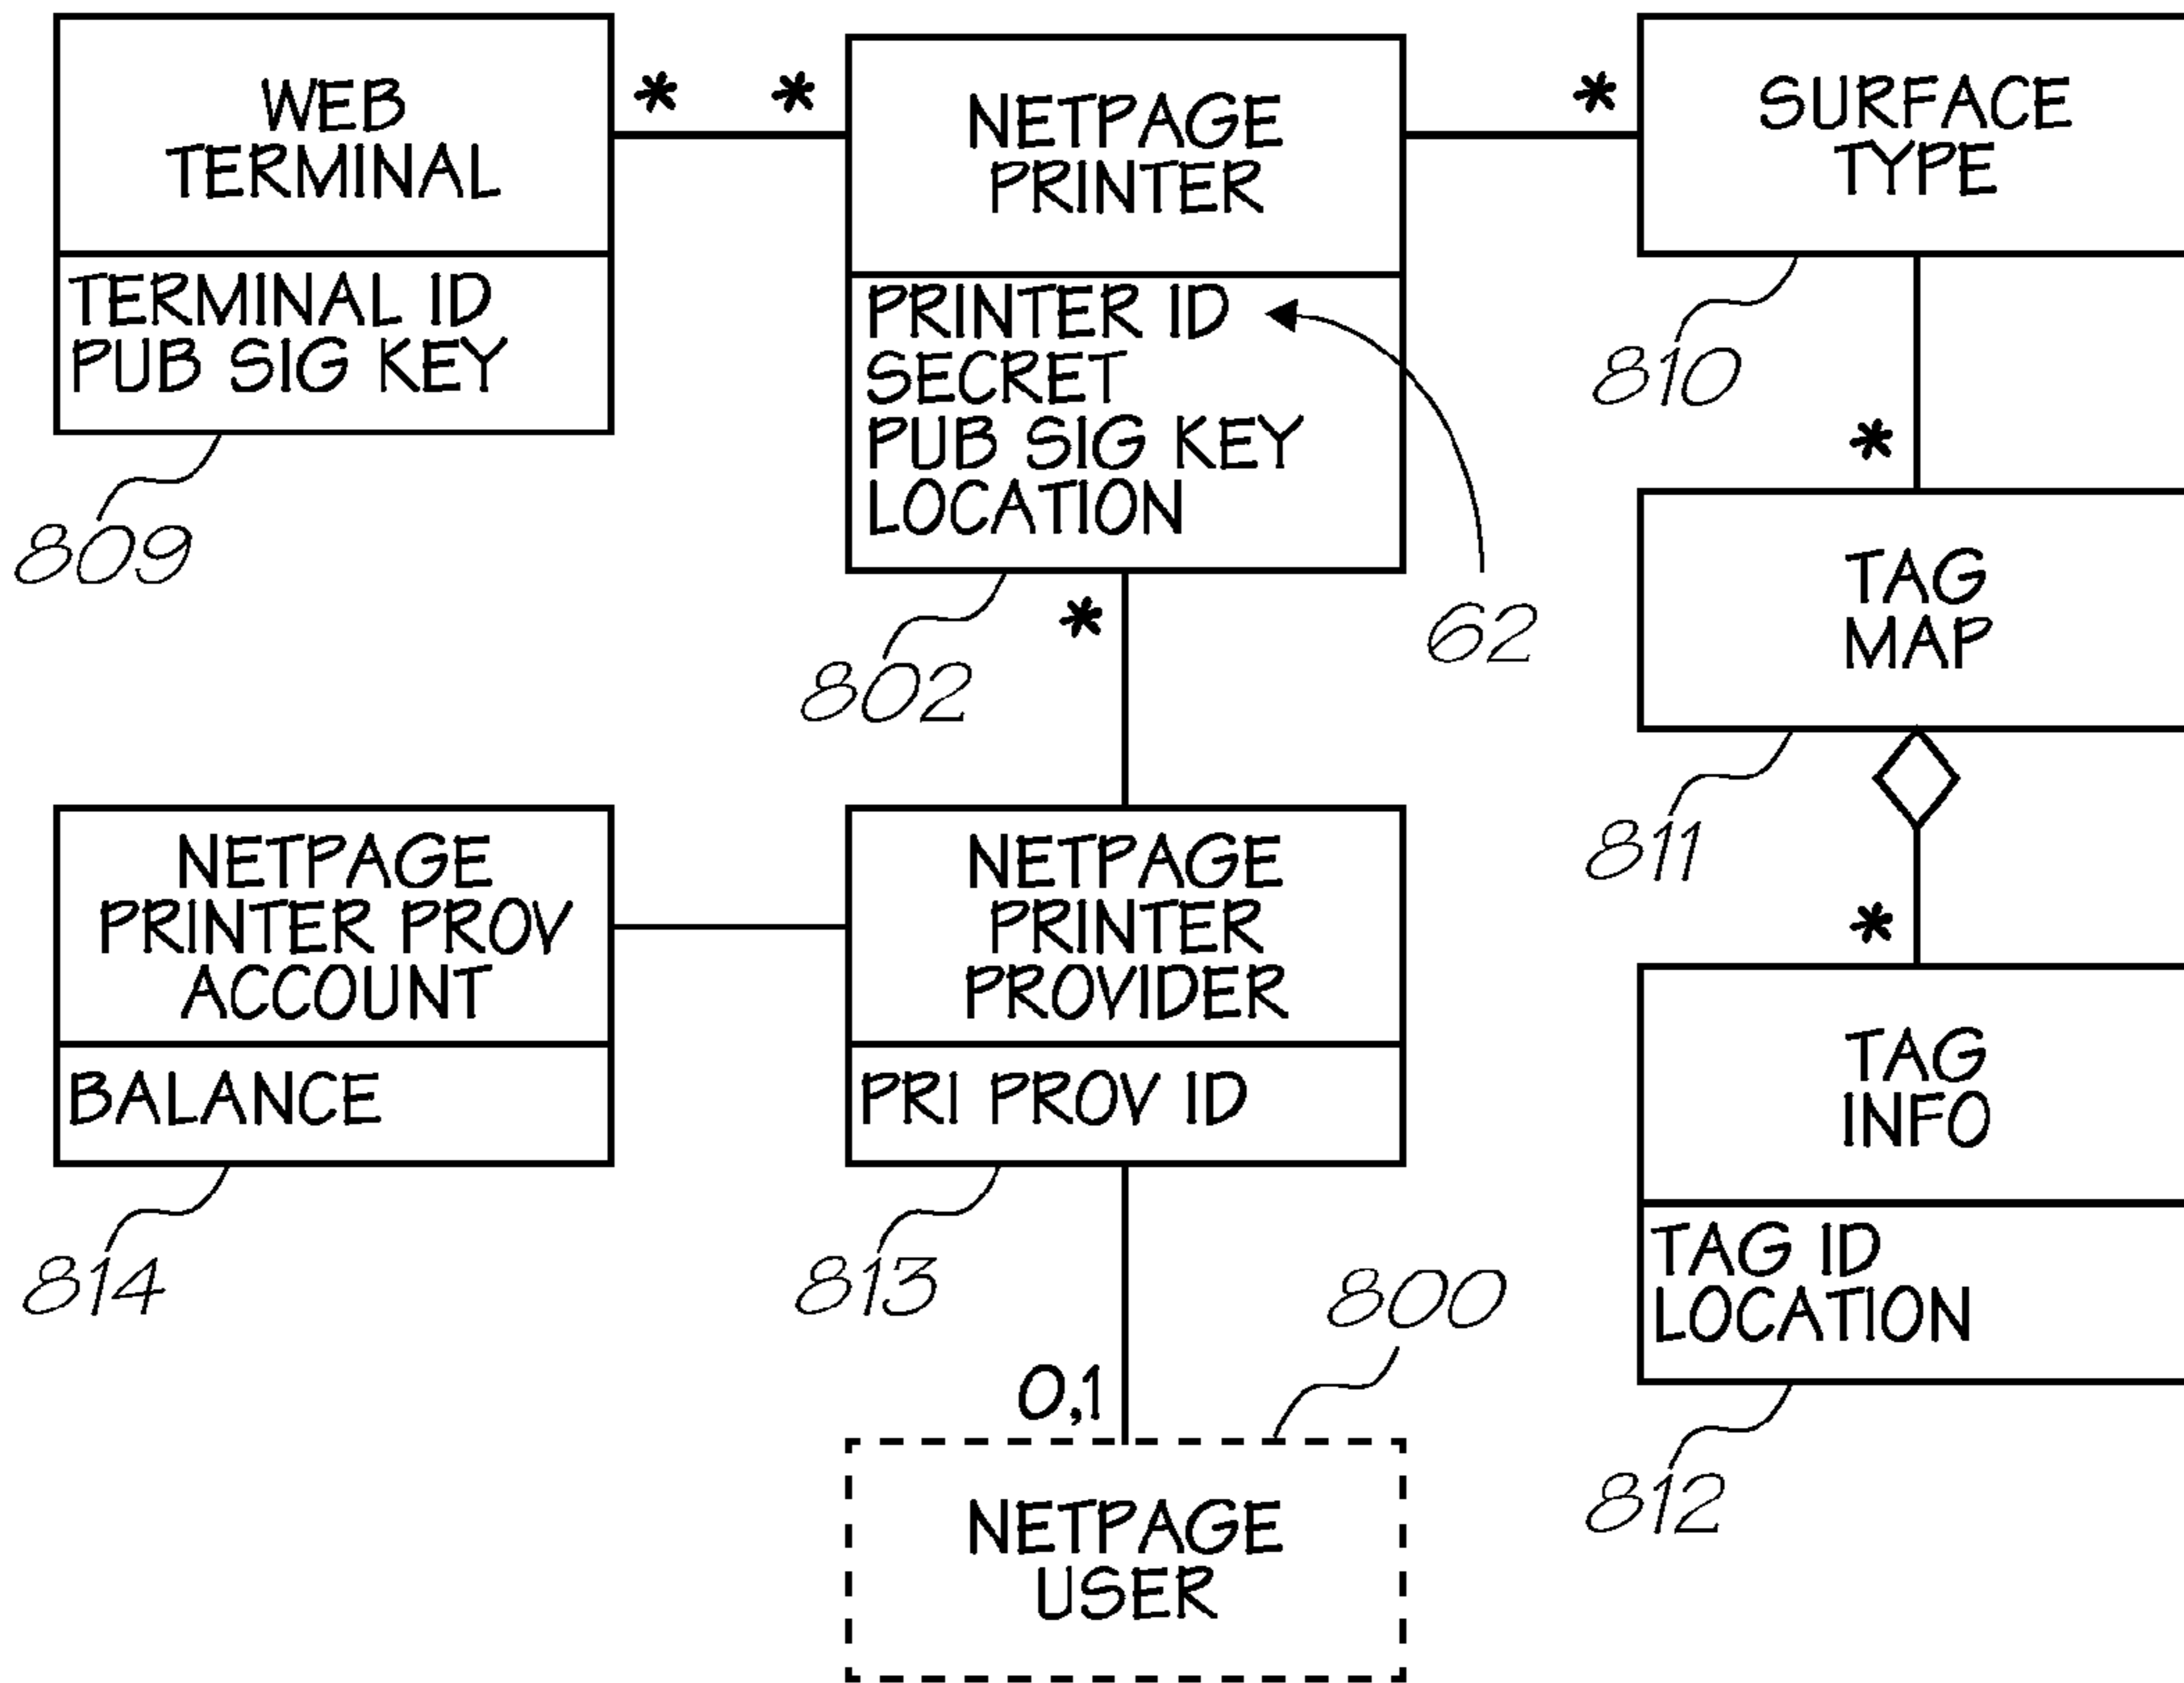 WEB
TERMINAL
TERMINAL ID
PUB SIG KEY
809
*
*
NETPAGE
PRINTER
PRINTER ID
SECRET
PUB SIG KEY
LOCATION
802
62
*
*
SURFACE
TYPE
810
*
TAG
MAP
811
*
TAG
INFO
TAG ID
LOCATION
812
NETPAGE
PRINTER PROV
ACCOUNT
BALANCE
814
NETPAGE
PRINTER
PROVIDER
PRI PROV ID
813
800
0,1
NETPAGE
USER